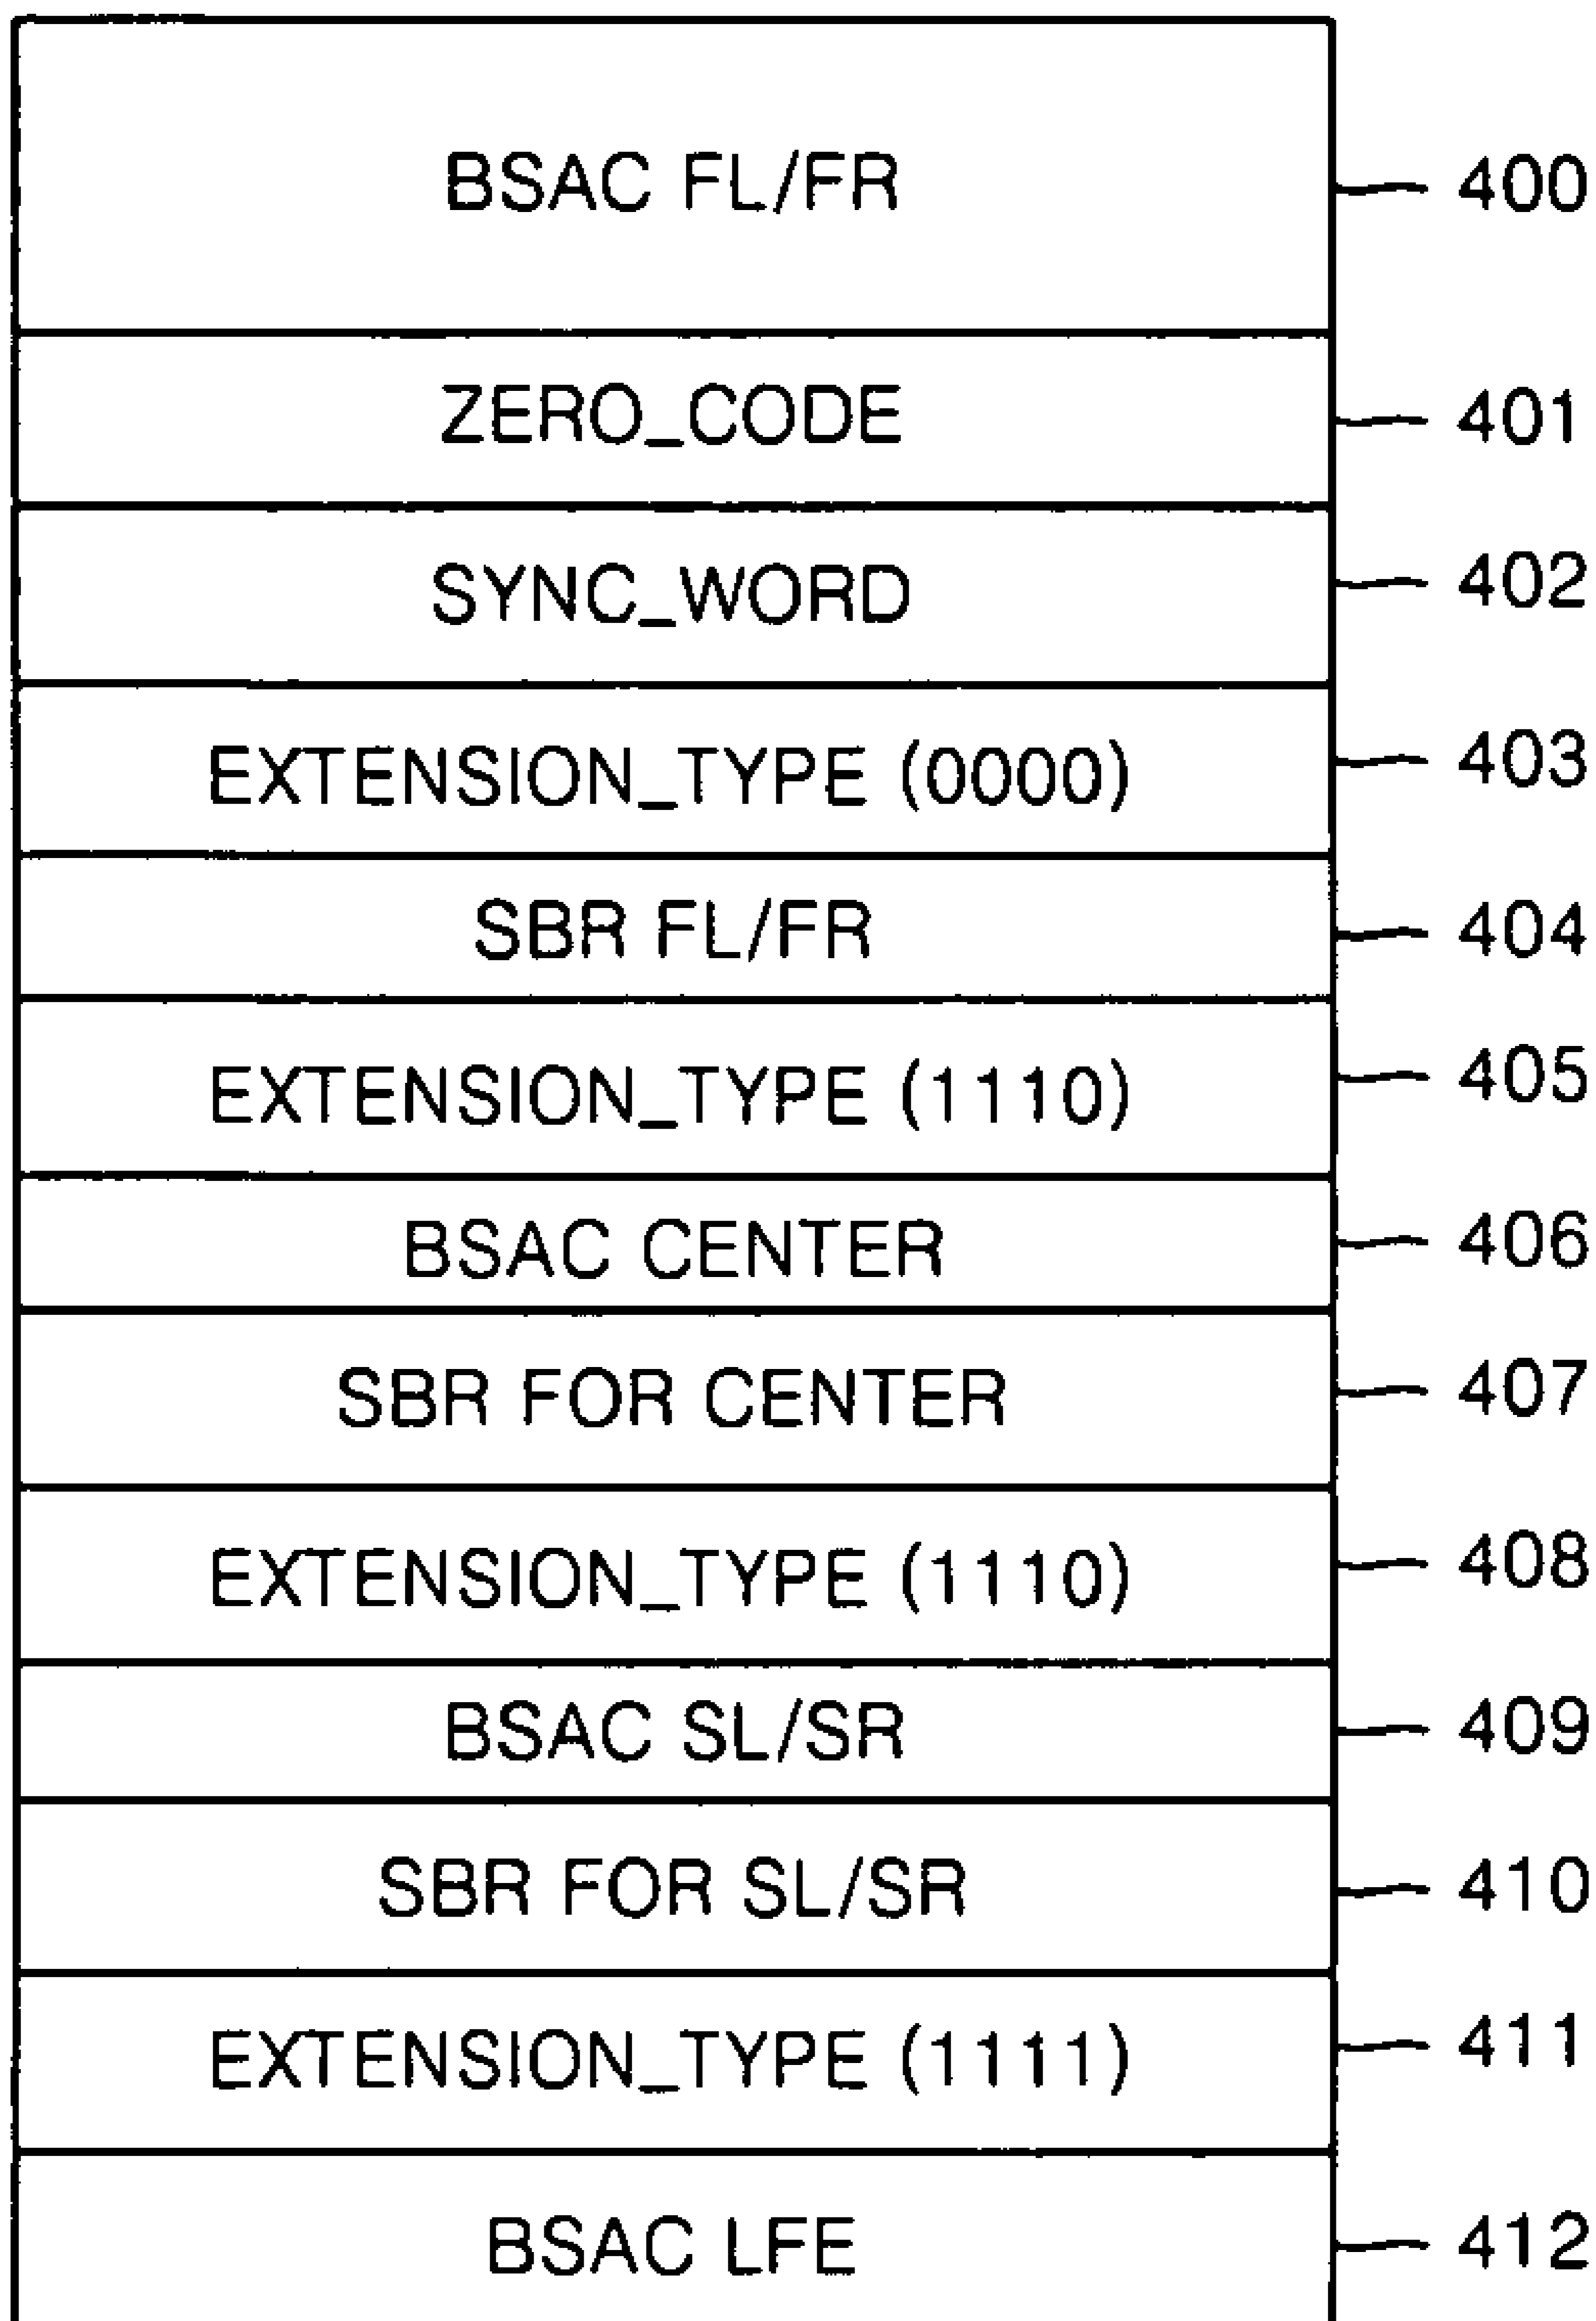 BSAC FL/FR 400
ZERO_CODE 401
SYNC_WORD 402
EXTENSION_TYPE (0000) 403
SBR FL/FR 404
EXTENSION_TYPE (1110) 405
BSAC CENTER 406
SBR FOR CENTER 407
EXTENSION_TYPE (1110) 408
BSAC SL/SR 409
SBR FOR SL/SR 410
EXTENSION_TYPE (1111) 411
BSAC LFE 412